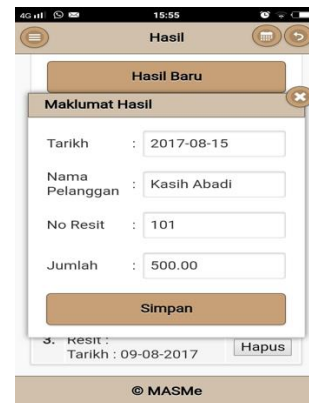 4G 15:55
Hasil
Hasil Baru
Maklumat Hasil
Tarikh : 2017-08-15
Nama Pelanggan : Kasih Abadi
No Resit : 101
Jumlah : 500.00
Simpan
3. Resit :
Tarikh : 09-08-2017 Hapus
© MASMe